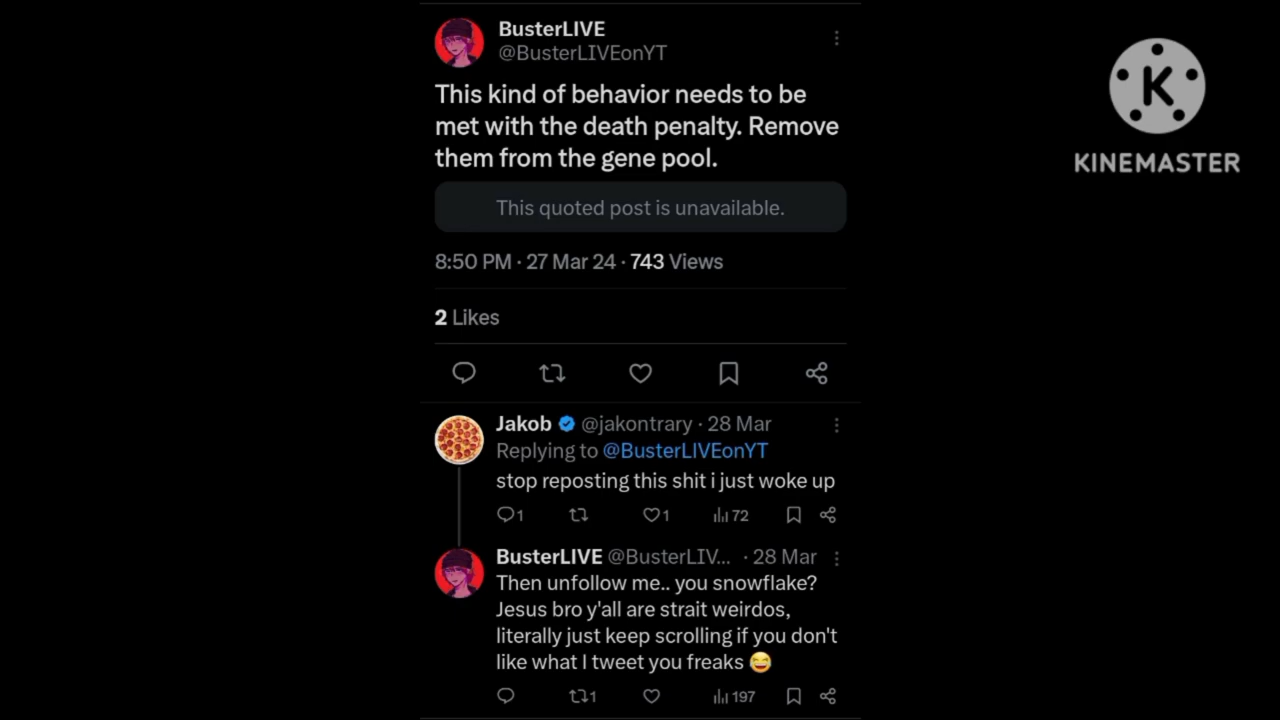 BusterLIVE
@BusterLIVEonYT
This kind of behavior needs to be
met with the death penalty. Remove
them from the gene pool.
This quoted post is unavailable.
8:50 PM · 27 Mar 24 · 743 Views
2 Likes
Jakob @jakontrary · 28 Mar
Replying to @BusterLIVEonYT
stop reposting this shit i just woke up
1 1 72
BusterLIVE @BusterLIV... · 28 Mar
Then unfollow me.. you snowflake?
Jesus bro y'all are strait weirdos,
literally just keep scrolling if you don't
like what I tweet you freaks 😆
1 197
K
KINEMASTER